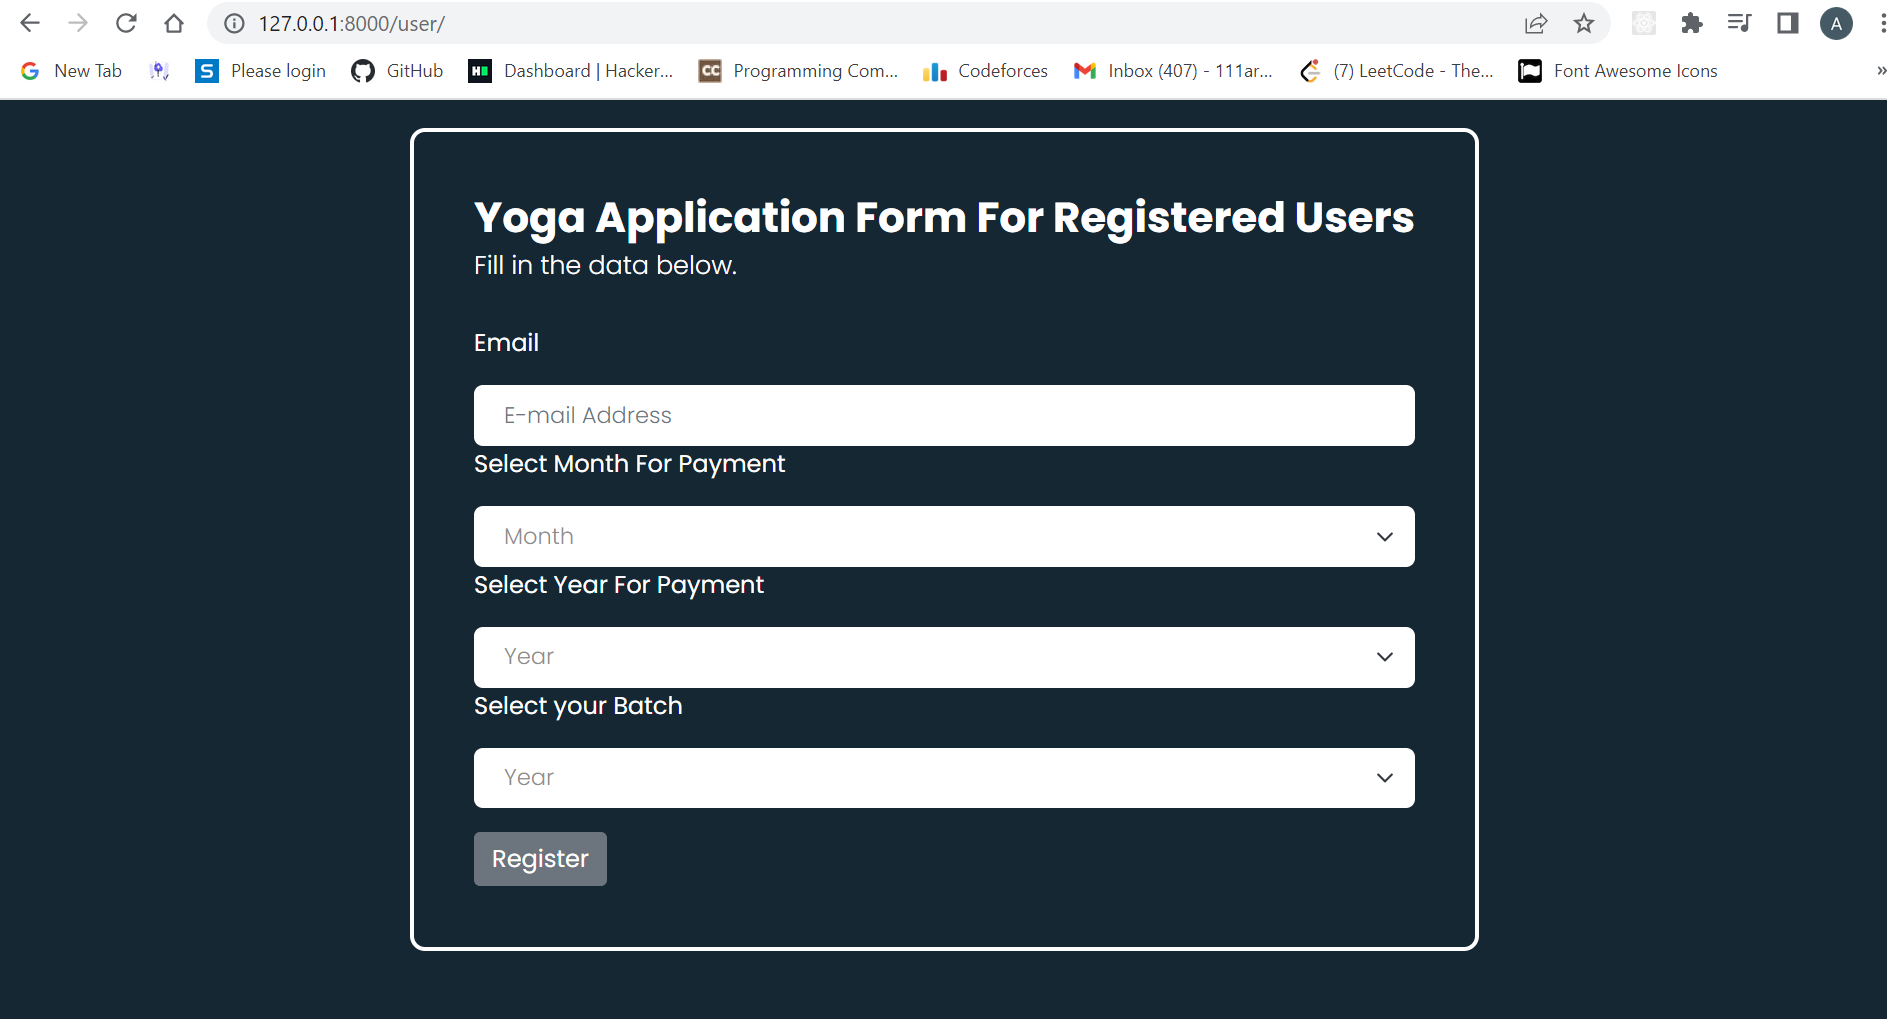 127.0.0.1:8000/user/
A
New Tab
S Please login
GitHub
H Dashboard | Hacker...
CC Programming Com...
Codeforces
Inbox (407) - 111ar...
(7) LeetCode - The...
Font Awesome Icons
»
Yoga Application Form For Registered Users
Fill in the data below.
Email
E-mail Address
Select Month For Payment
Month
Select Year For Payment
Year
Select your Batch
Year
Register